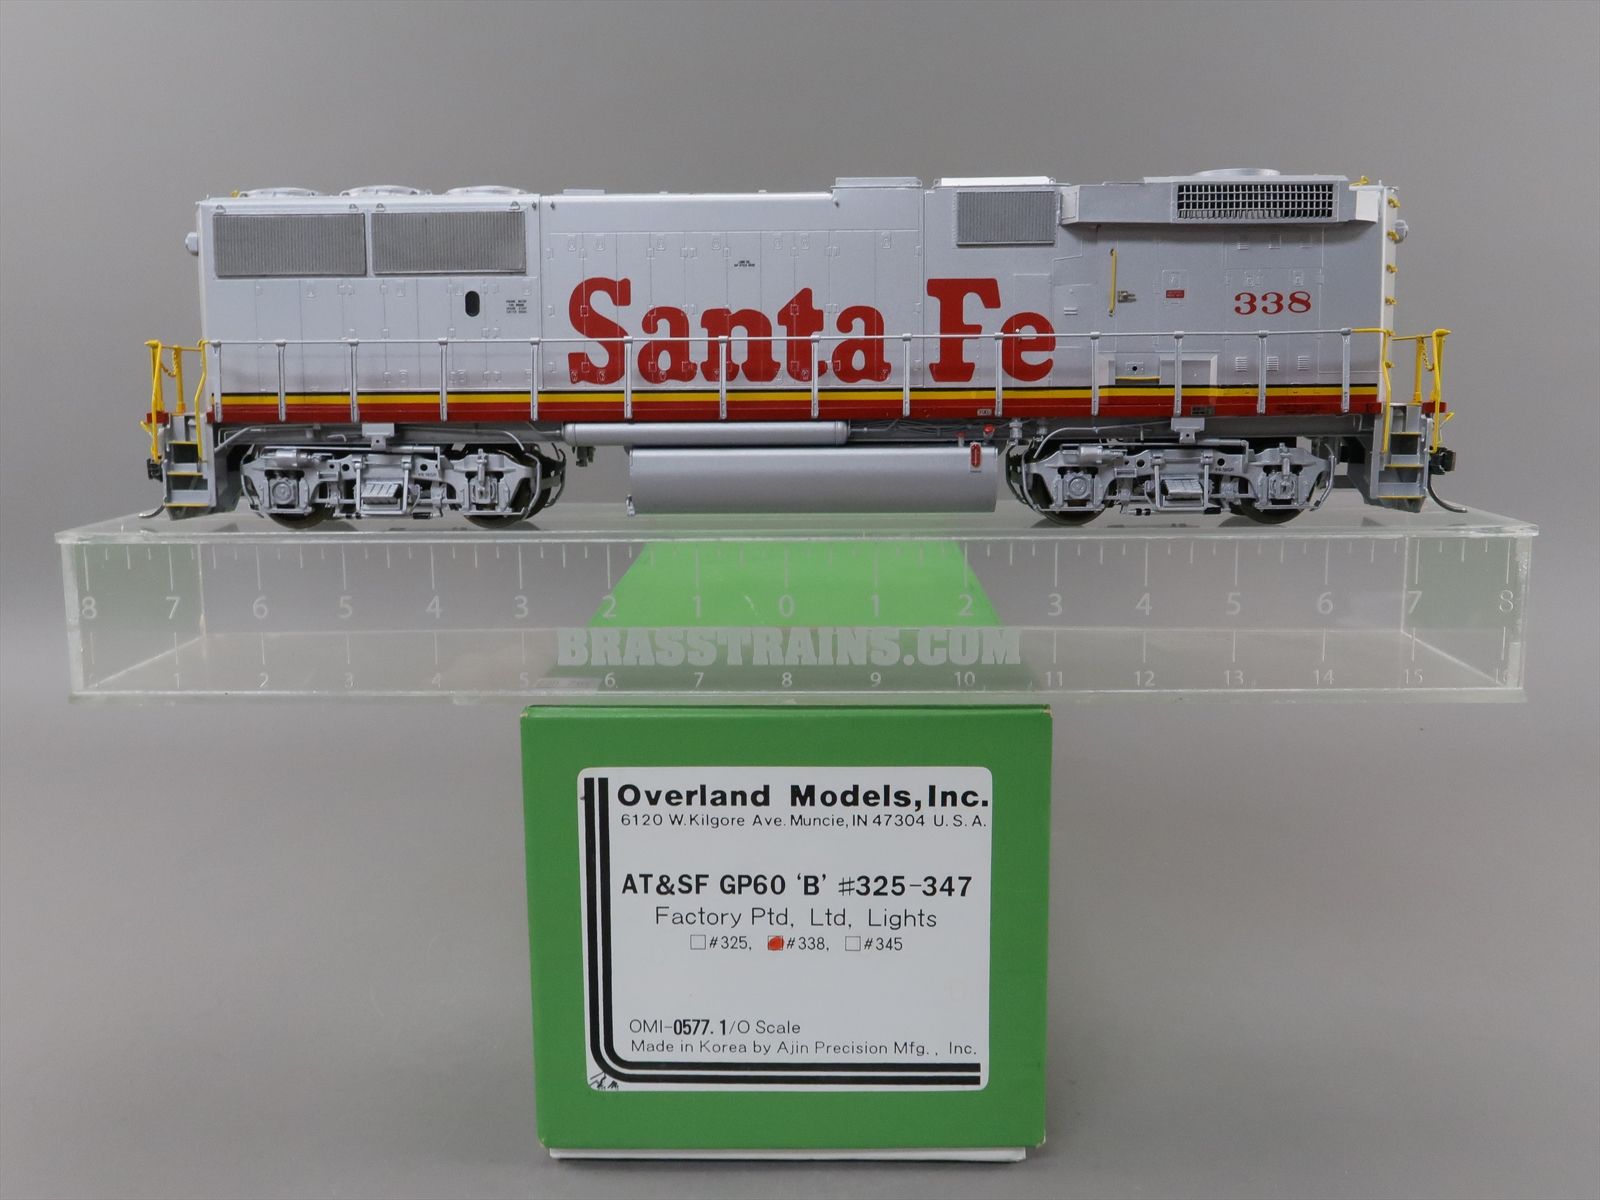 Santa Fe
338
8 7 6 5 4 3 2 1 0 1 2 3 4 5 6 7 8
BRASSTRAINS.COM
1 2 3 4 5 6 7 8 9 10 11 12 13 14 15 16
Overland Models, Inc.
6120 W. Kilgore Ave. Muncie, IN 47304 U. S. A.
AT&SF GP60 'B' #325-347
Factory Ptd, Ltd, Lights
#325, #338, #345
OMI-0577.1/O Scale
Made in Korea by Ajin Precision Mfg., Inc.